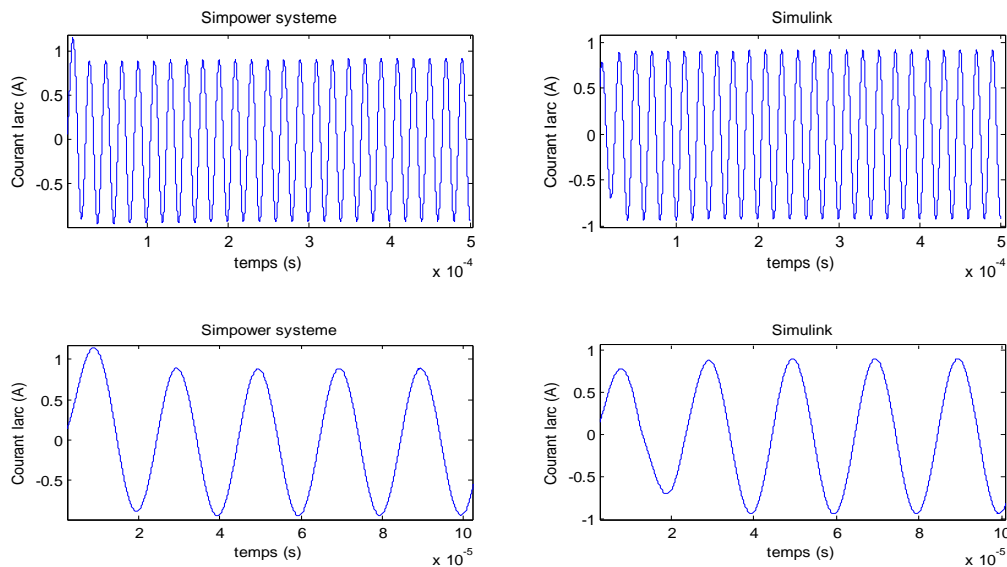 Simpower systeme
Courant Iarc (A)
1
0.5
0
-0.5
1 2 3 4 5
temps (s)
x 10-4
Simulink
Courant Iarc (A)
1
0.5
0
-0.5
-1
1 2 3 4 5
temps (s)
x 10-4
Simpower systeme
Courant Iarc (A)
1
0.5
0
-0.5
2 4 6 8 10
temps (s)
x 10-5
Simulink
Courant Iarc (A)
1
0.5
0
-0.5
-1
2 4 6 8 10
temps (s)
x 10-5